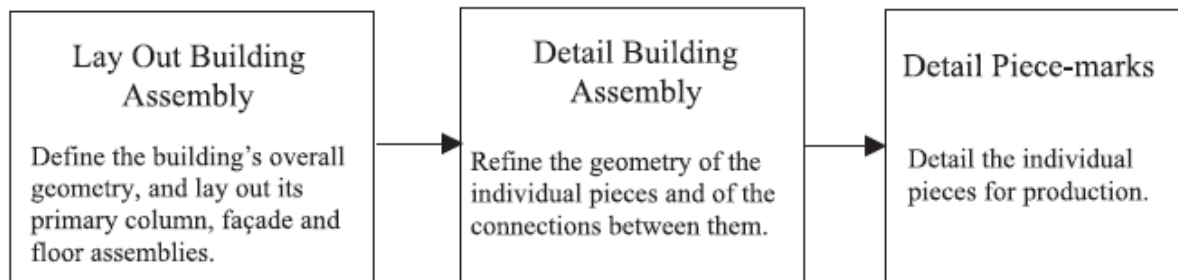 Lay Out Building
Assembly
Define the building's overall
geometry, and lay out its
primary column, façade and
floor assemblies.
Detail Building
Assembly
Refine the geometry of the
individual pieces and of the
connections between them.
Detail Piece-marks
Detail the individual
pieces for production.